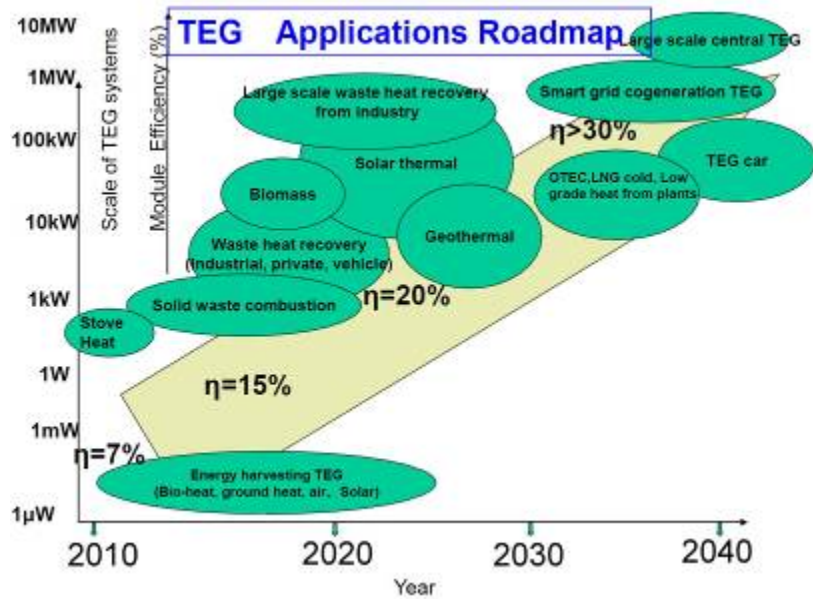 TEG Applications Roadmap
10MW
1MW
100kW
10kW
1kW
1W
1mW
1μW
Scale of TEG systems
Module Efficiency (%)
Large scale central TEG
Large scale waste heat recovery
from industry
Smart grid cogeneration TEG
η>30%
Solar thermal
TEG car
Biomass
OTEC,LNG cold, Low
grade heat from plants
Geothermal
Waste heat recovery
(industrial, private, vehicle)
η=20%
Solid waste combustion
Stove
Heat
η=15%
η=7%
Energy harvesting TEG
(Bio-heat, ground heat, air、Solar)
2010
2020
2030
2040
Year